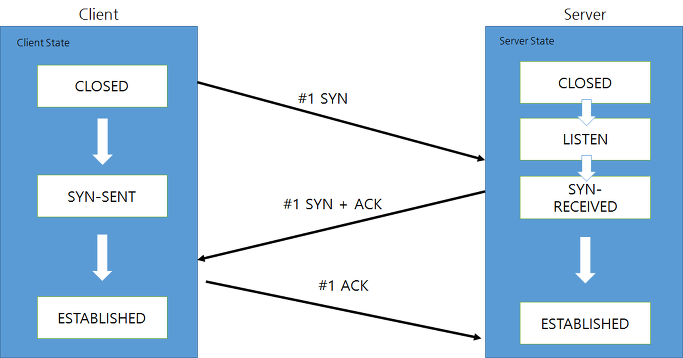 Client
Server
Client State
Server State
CLOSED
CLOSED
#1 SYN
LISTEN
SYN-SENT
SYN-
RECEIVED
#1 SYN + ACK
#1 ACK
ESTABLISHED
ESTABLISHED